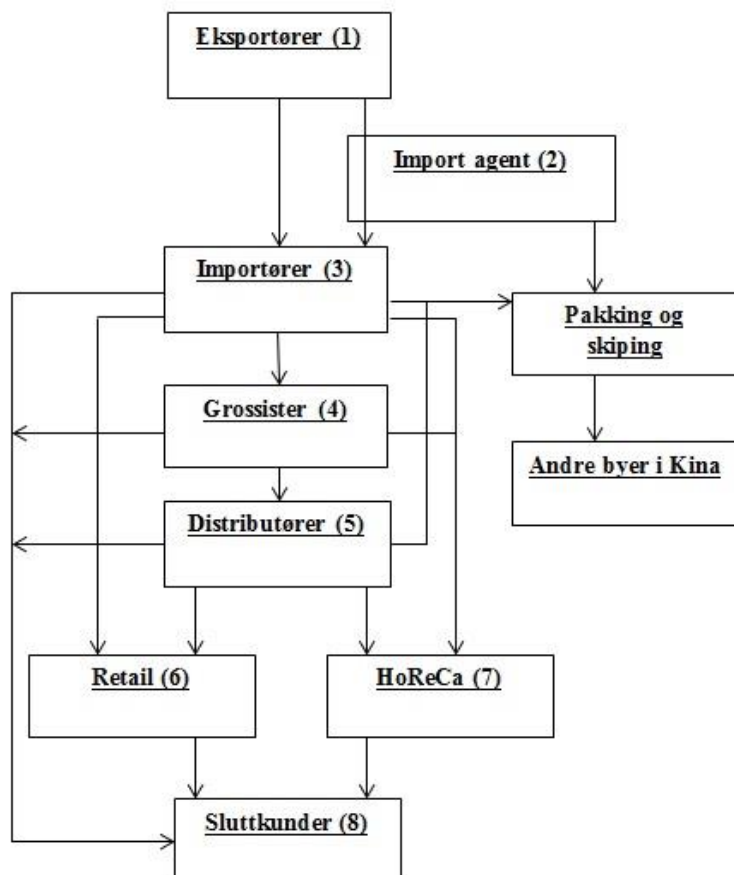 Eksportører (1)
Import agent (2)
Importører (3)
Pakking og
skiping
Grossister (4)
Andre byer i Kina
Distributører (5)
Retail (6)
HoReCa (7)
Sluttkunder (8)